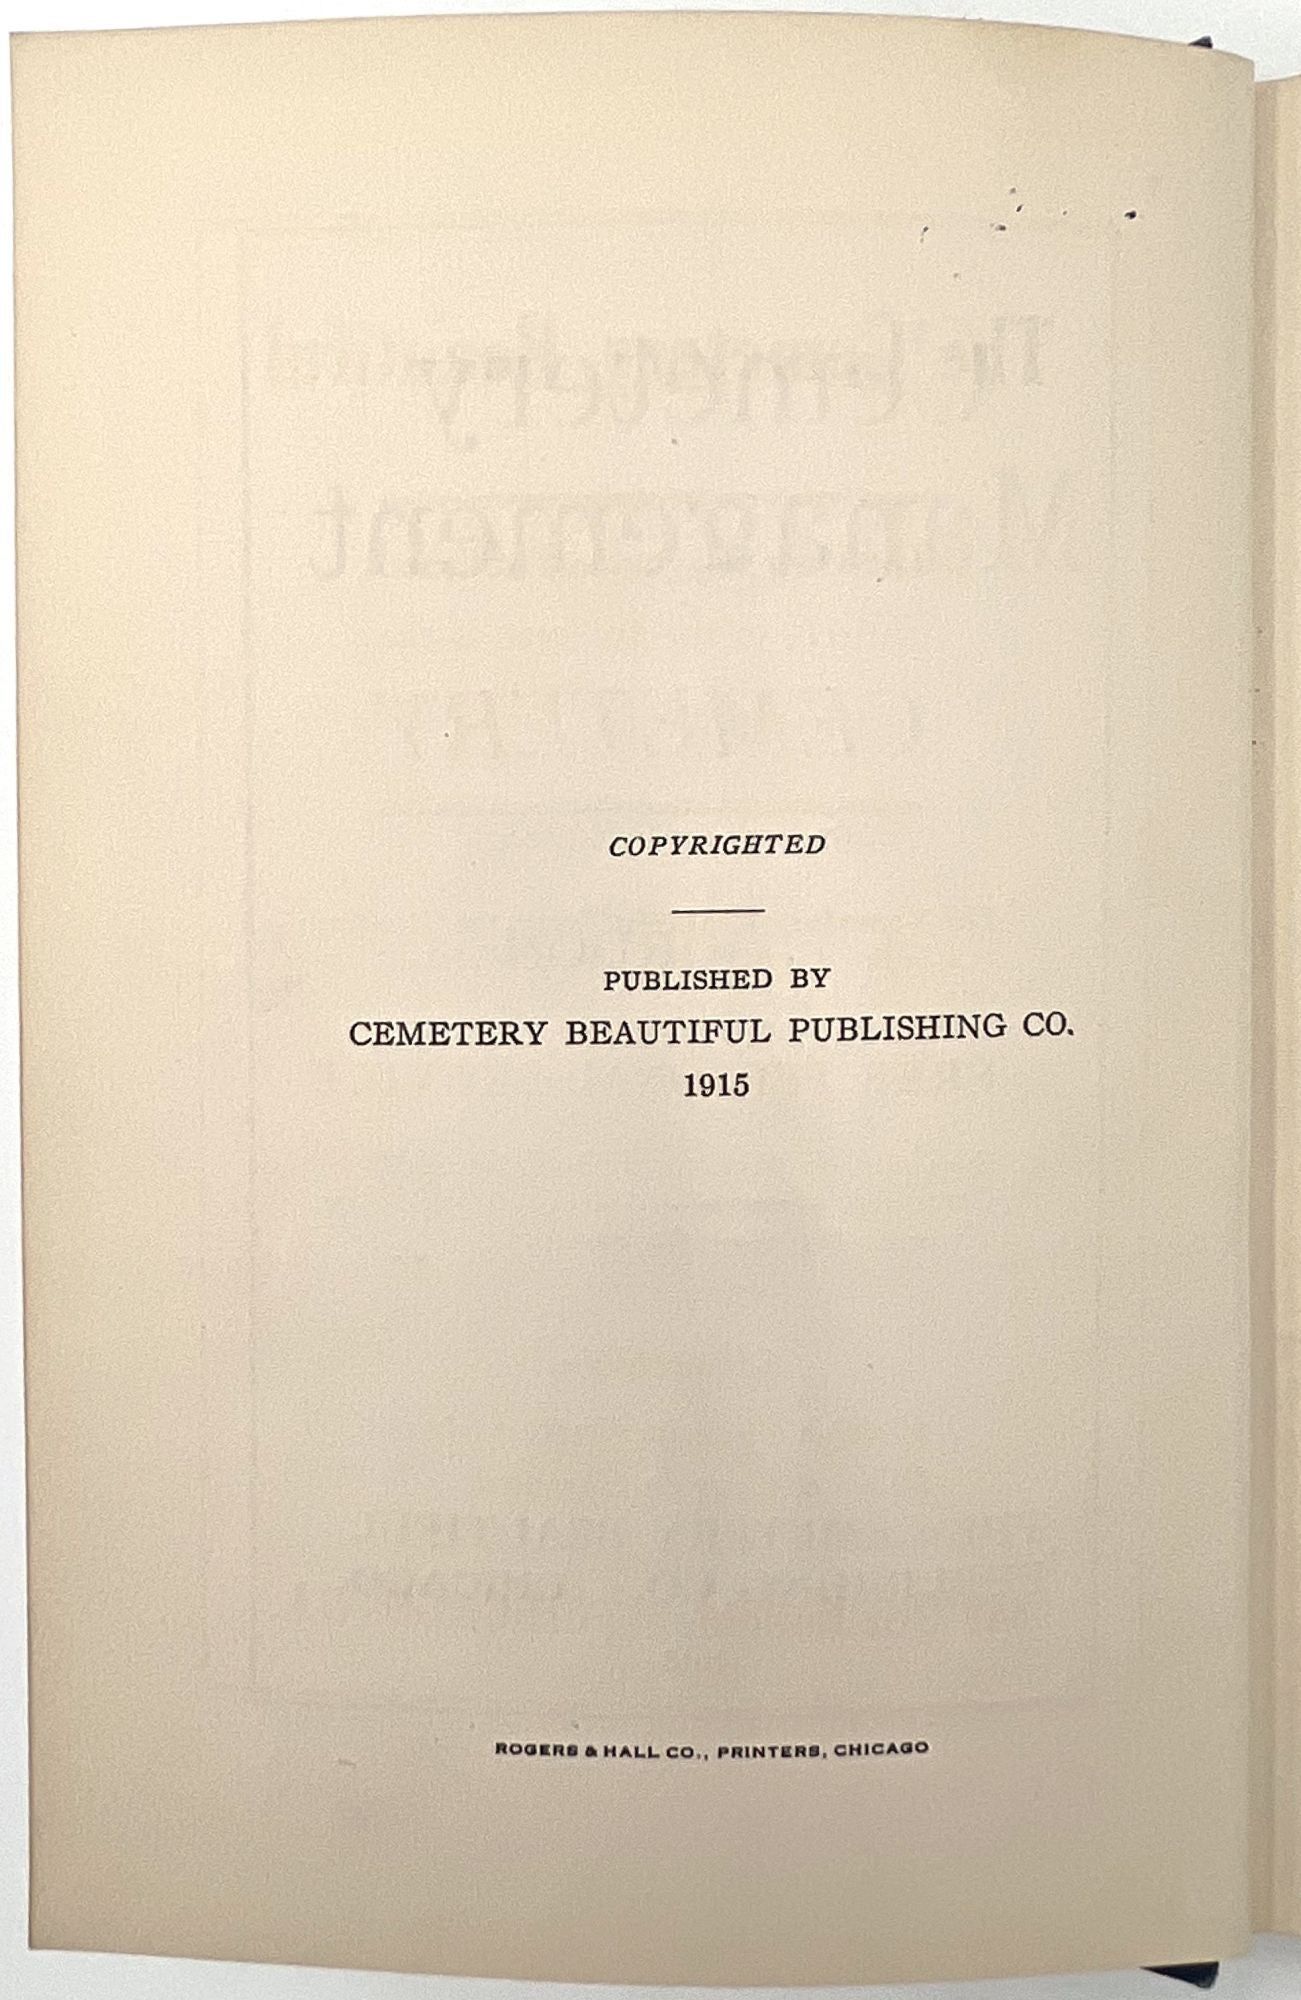 COPYRIGHTED
PUBLISHED BY
CEMETERY BEAUTIFUL PUBLISHING CO.
1915
ROGERS & HALL CO., PRINTERS, CHICAGO